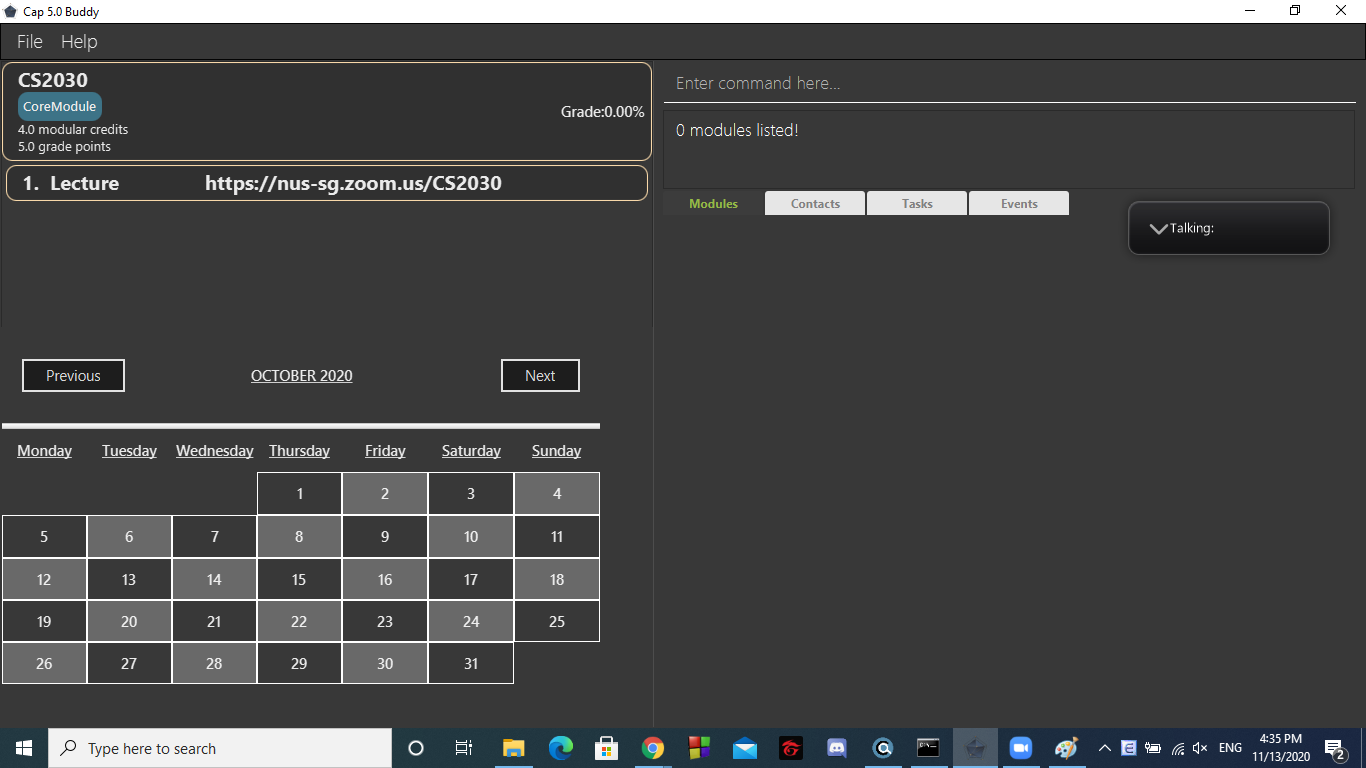 Cap 5.0 Buddy
File Help
CS2030
CoreModule
4.0 modular credits
5.0 grade points
Grade:0.00%
1. Lecture https://nus-sg.zoom.us/CS2030
Enter command here...
0 modules listed!
Modules Contacts Tasks Events
Talking:
Previous OCTOBER 2020 Next
Monday Tuesday Wednesday Thursday Friday Saturday Sunday
1 2 3 4
5 6 7 8 9 10 11
12 13 14 15 16 17 18
19 20 21 22 23 24 25
26 27 28 29 30 31
Type here to search
ENG
4:35 PM
11/13/2020
2